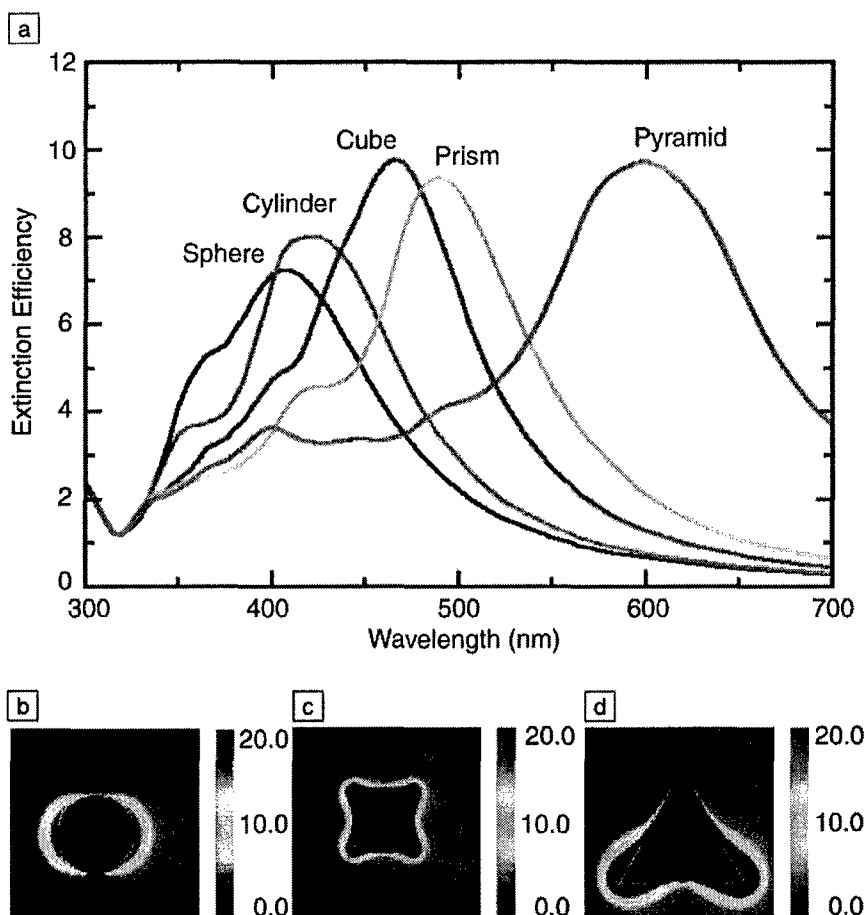 a
12
10
8
6
4
2
0
Extinction Efficiency
Sphere
Cylinder
Cube
Prism
Pyramid
300 400 500 600 700
Wavelength (nm)
b
20.0
10.0
0.0
c
20.0
10.0
0.0
d
20.0
10.0
0.0